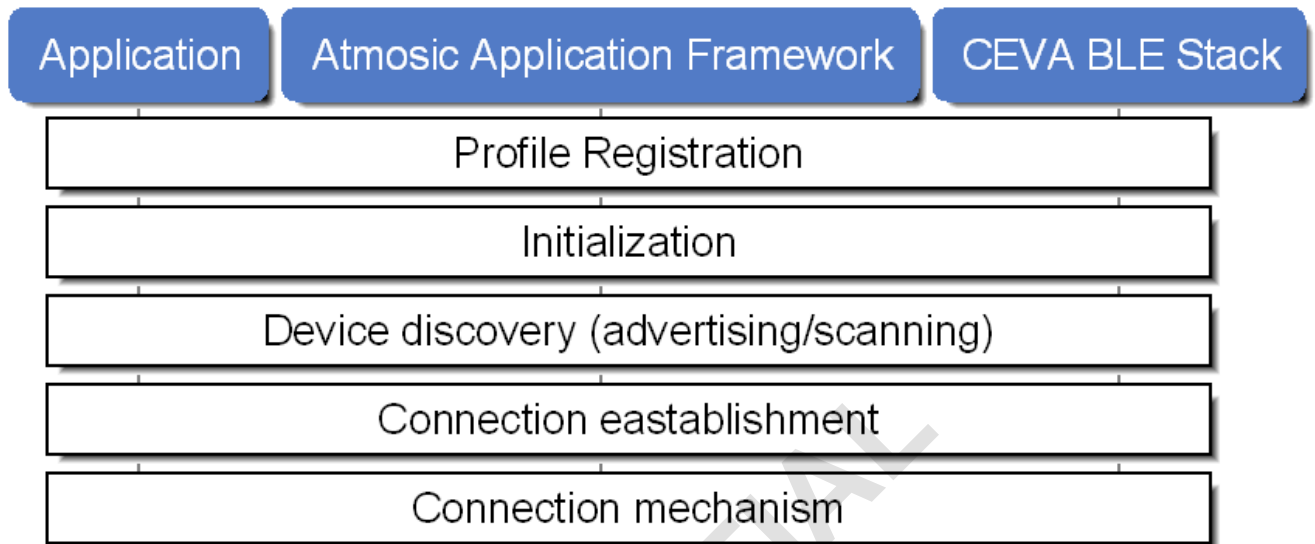 Application
Atmosic Application Framework
CEVA BLE Stack
Profile Registration
Initialization
Device discovery (advertising/scanning)
Connection eastablishment
Connection mechanism